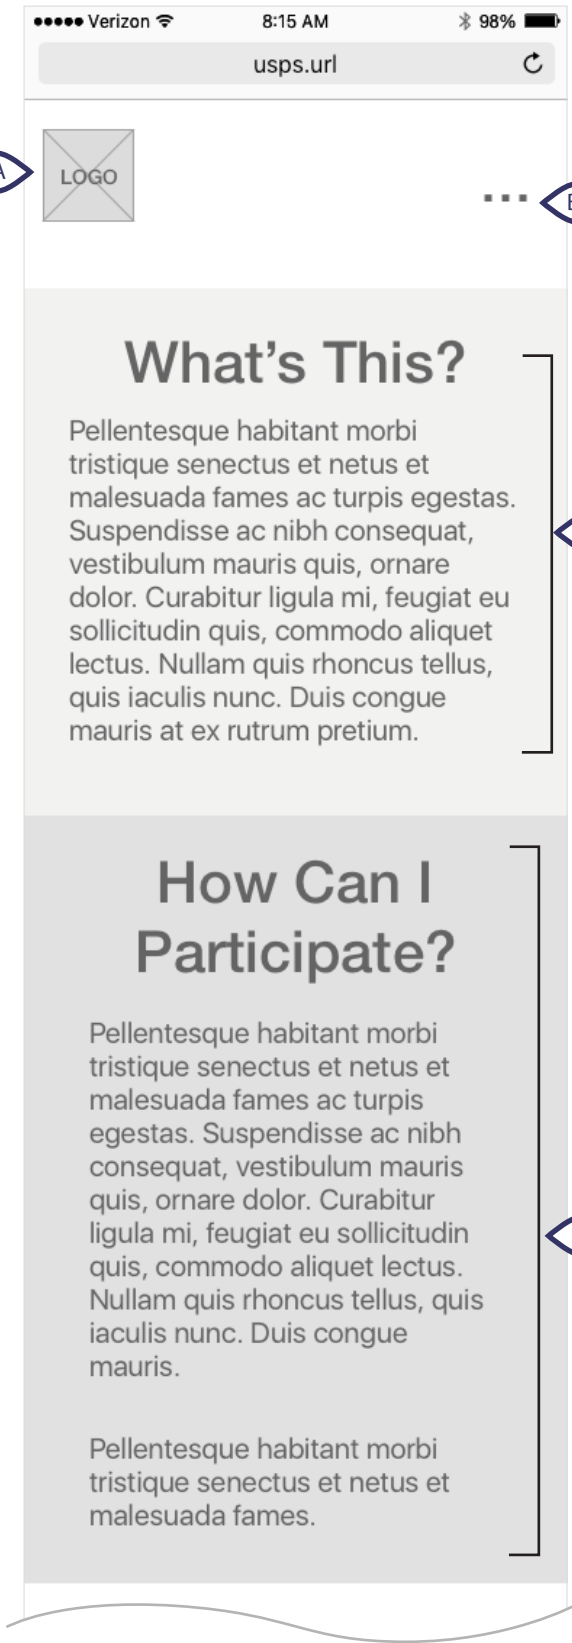 Verizon 8:15 AM 98%
usps.url
A
LOGO
...
What’s This?
Pellentesque habitant morbi
tristique senectus et netus et
malesuada fames ac turpis egestas.
Suspendisse ac nibh consequat,
vestibulum mauris quis, ornare
dolor. Curabitur ligula mi, feugiat eu
sollicitudin quis, commodo aliquet
lectus. Nullam quis rhoncus tellus,
quis iaculis nunc. Duis congue
mauris at ex rutrum pretium.
How Can I
Participate?
Pellentesque habitant morbi
tristique senectus et netus et
malesuada fames ac turpis
egestas. Suspendisse ac nibh
consequat, vestibulum mauris
quis, ornare dolor. Curabitur
ligula mi, feugiat eu sollicitudin
quis, commodo aliquet lectus.
Nullam quis rhoncus tellus, quis
iaculis nunc. Duis congue
mauris.
Pellentesque habitant morbi
tristique senectus et netus et
malesuada fames.